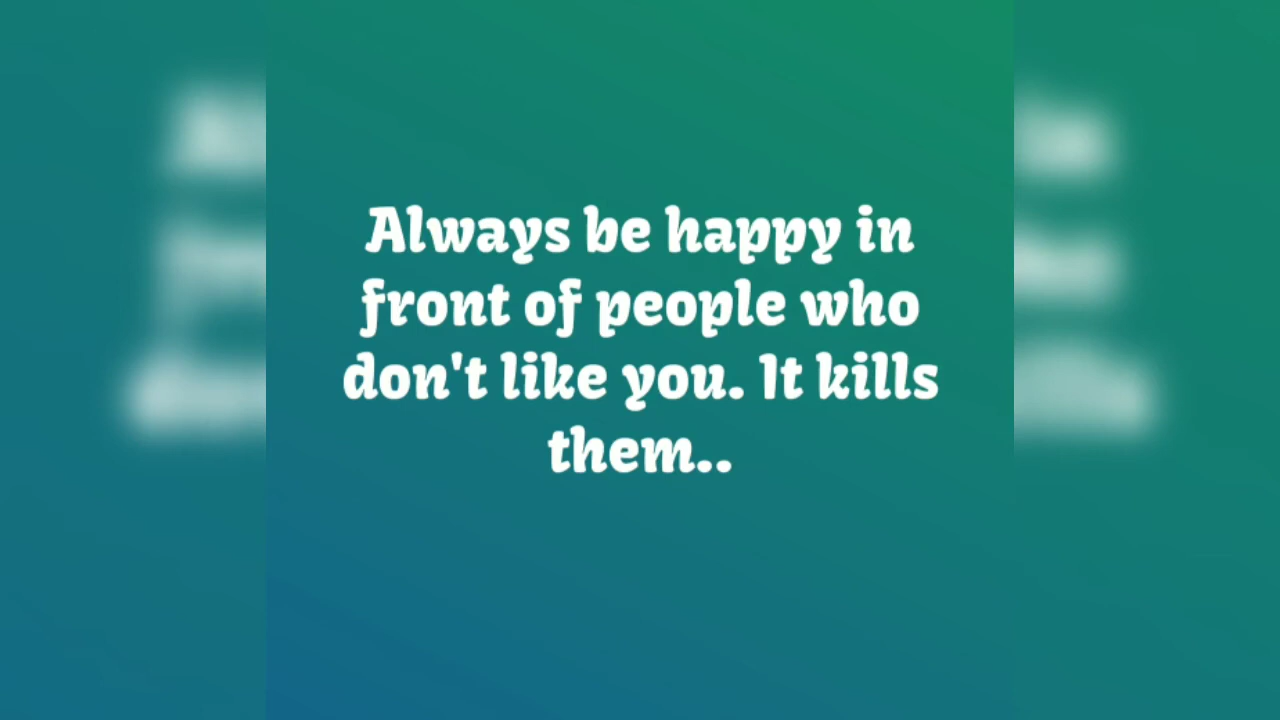 Always be happy in
front of people who
don't like you. It kills
them..